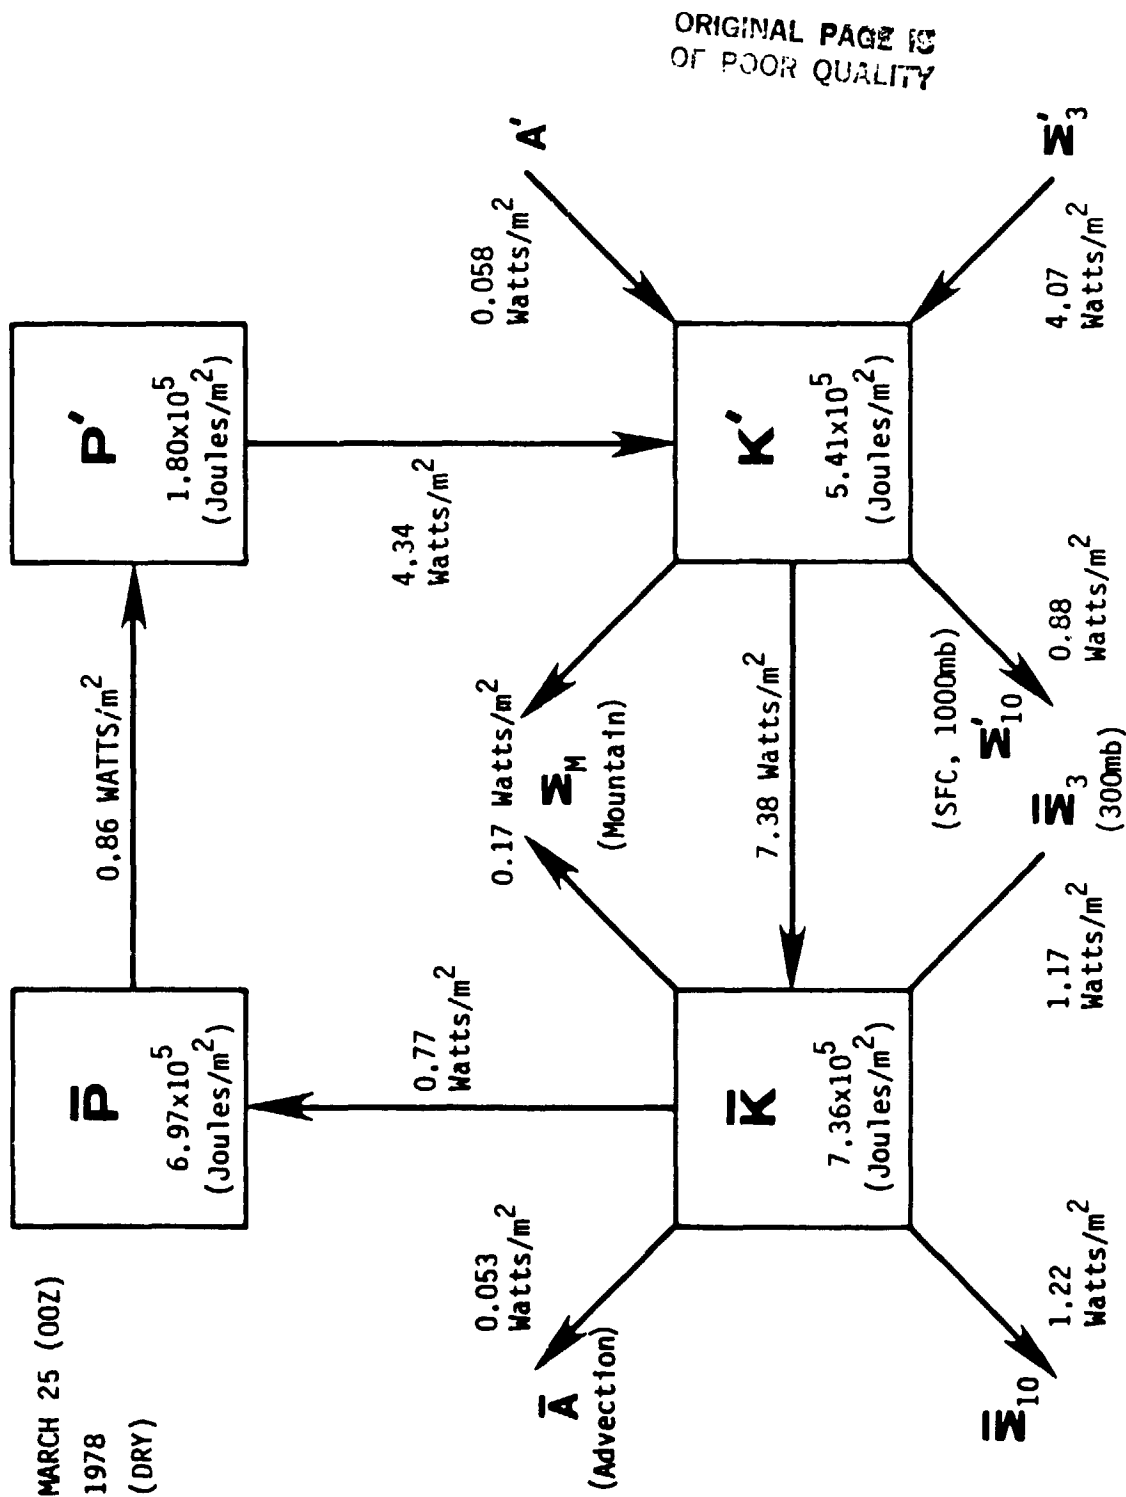 ORIGINAL PAGE IS
OF POOR QUALITY
MARCH 25 (00Z)
1978
(DRY)
P̅
6.97x10⁵
(Joules/m²)
0.86 WATTS/m²
P′
1.80x10⁵
(Joules/m²)
0.77
Watts/m²
4.34
Watts/m²
0.053
Watts/m²
A̅
(Advection)
0.17 Watts/m²
M_M
(Mountain)
0.058
Watts/m²
A′
K̅
7.36x10⁵
(Joules/m²)
7.38 Watts/m²
K′
5.41x10⁵
(Joules/m²)
M̅₁₀
1.22
Watts/m²
1.17
Watts/m²
M̅₃
(300mb)
(SFC, 1000mb)
M′₁₀
0.88
Watts/m²
4.07
Watts/m²
M′₃